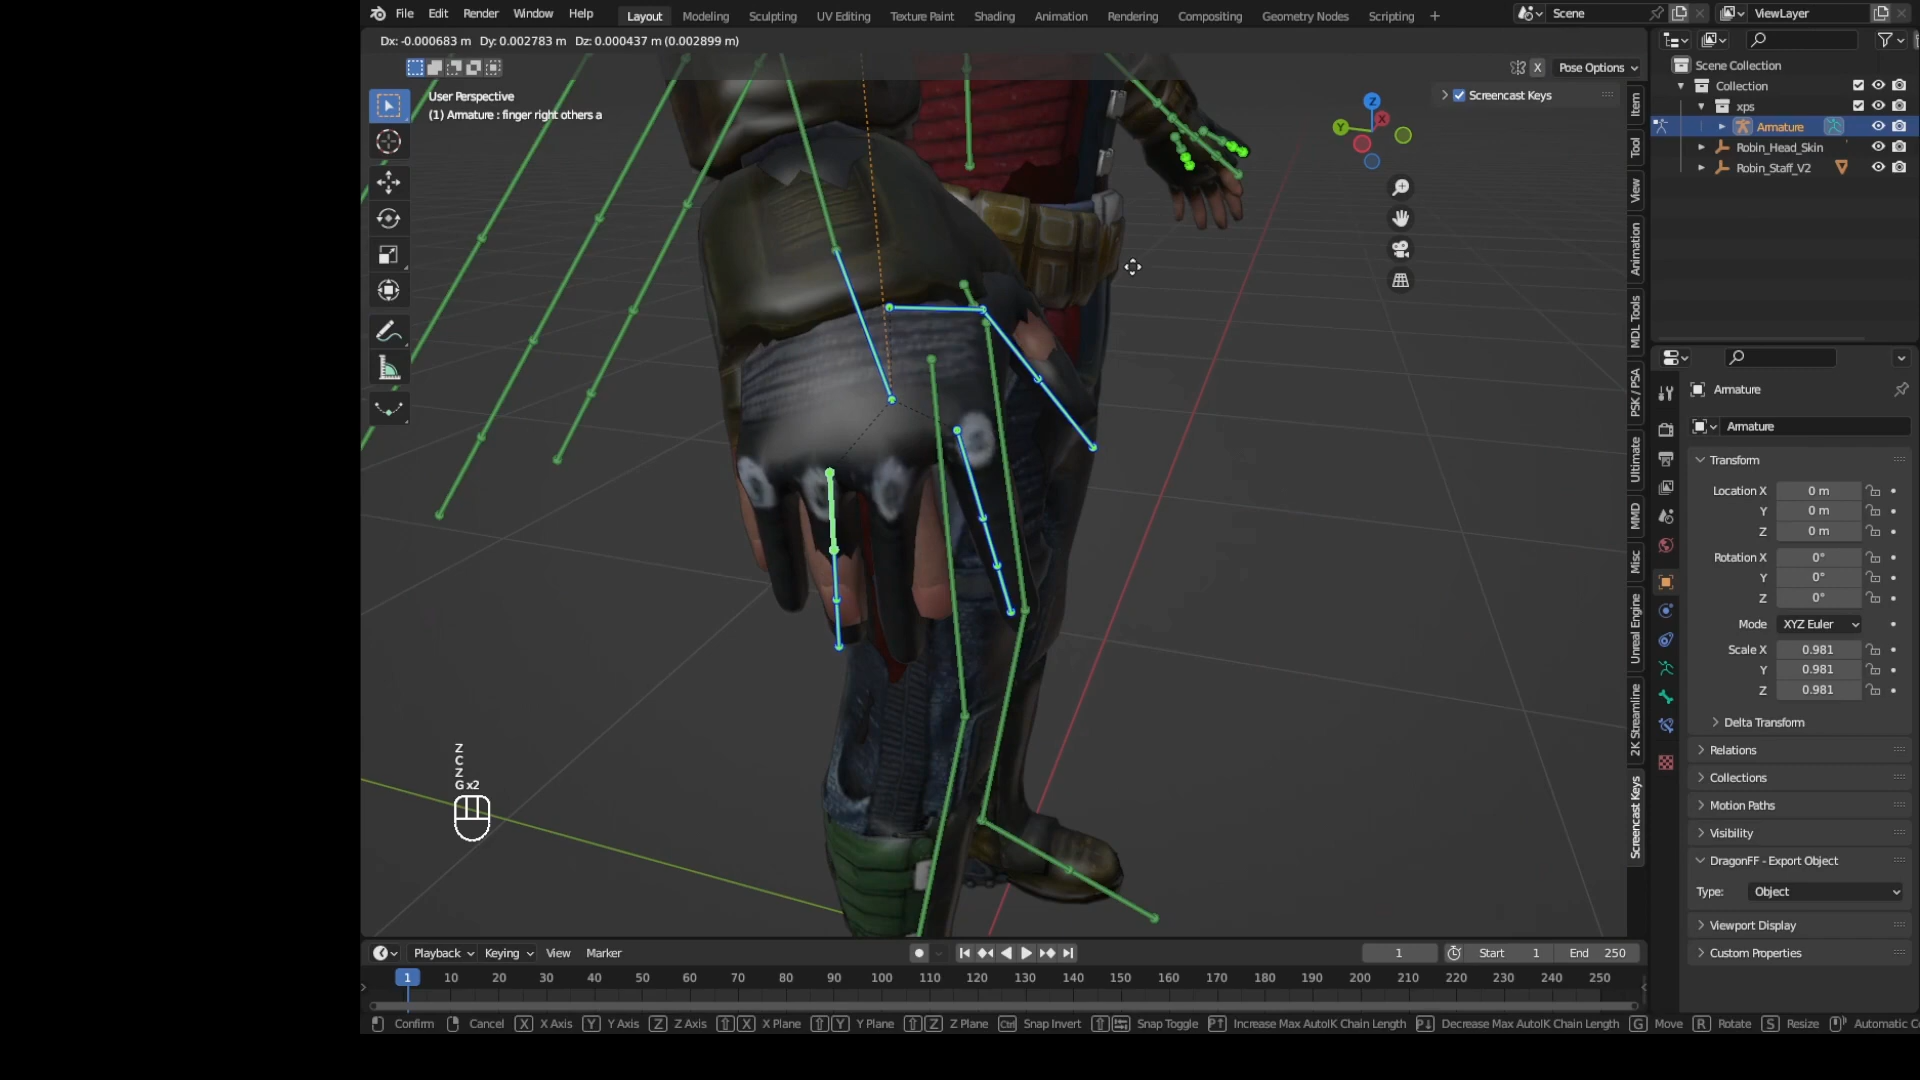 File Edit Render Window Help Layout Modeling Sculpting UV Editing Texture Paint Shading Animation Rendering Compositing Geometry Nodes Scripting + Scene ViewLayer
Dx: -0.000683 m Dy: 0.002783 m Dz: 0.000437 m (0.002899 m)
X Pose Options
User Perspective
(1) Armature : finger right others a
Screencast Keys
Z
Y
X
Item
Tool
View
Animation
MDL Tools
PSK / PSA
Ultimate
MMD
Misc
Unreal Engine
2K Streamline
Screencast Keys
Z
C
Z
G x2
Scene Collection
Collection
xps
Armature
Robin_Head_Skin
Robin_Staff_V2
Armature
Armature
Transform
Location X 0 m
Y 0 m
Z 0 m
Rotation X 0°
Y 0°
Z 0°
Mode XYZ Euler
Scale X 0.981
Y 0.981
Z 0.981
Delta Transform
Relations
Collections
Motion Paths
Visibility
DragonFF - Export Object
Type: Object
Viewport Display
Custom Properties
Playback Keying View Marker 1 Start 1 End 250
1 10 20 30 40 50 60 70 80 90 100 110 120 130 140 150 160 170 180 190 200 210 220 230 240 250
Confirm Cancel X X Axis Y Y Axis Z Z Axis X X Plane Y Y Plane Z Z Plane Ctrl Snap Invert Snap Toggle Increase Max AutoIK Chain Length Decrease Max AutoIK Chain Length G Move R Rotate S Resize Automatic C